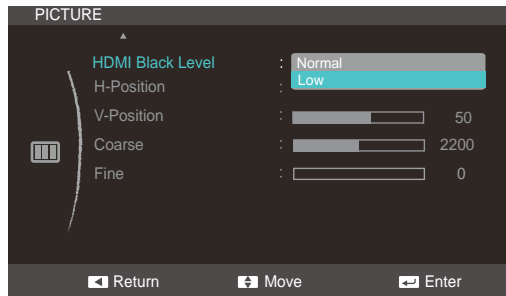 PICTURE
HDMI Black Level : Normal
H-Position : Low
V-Position : 50
Coarse : 2200
Fine : 0
Return Move Enter